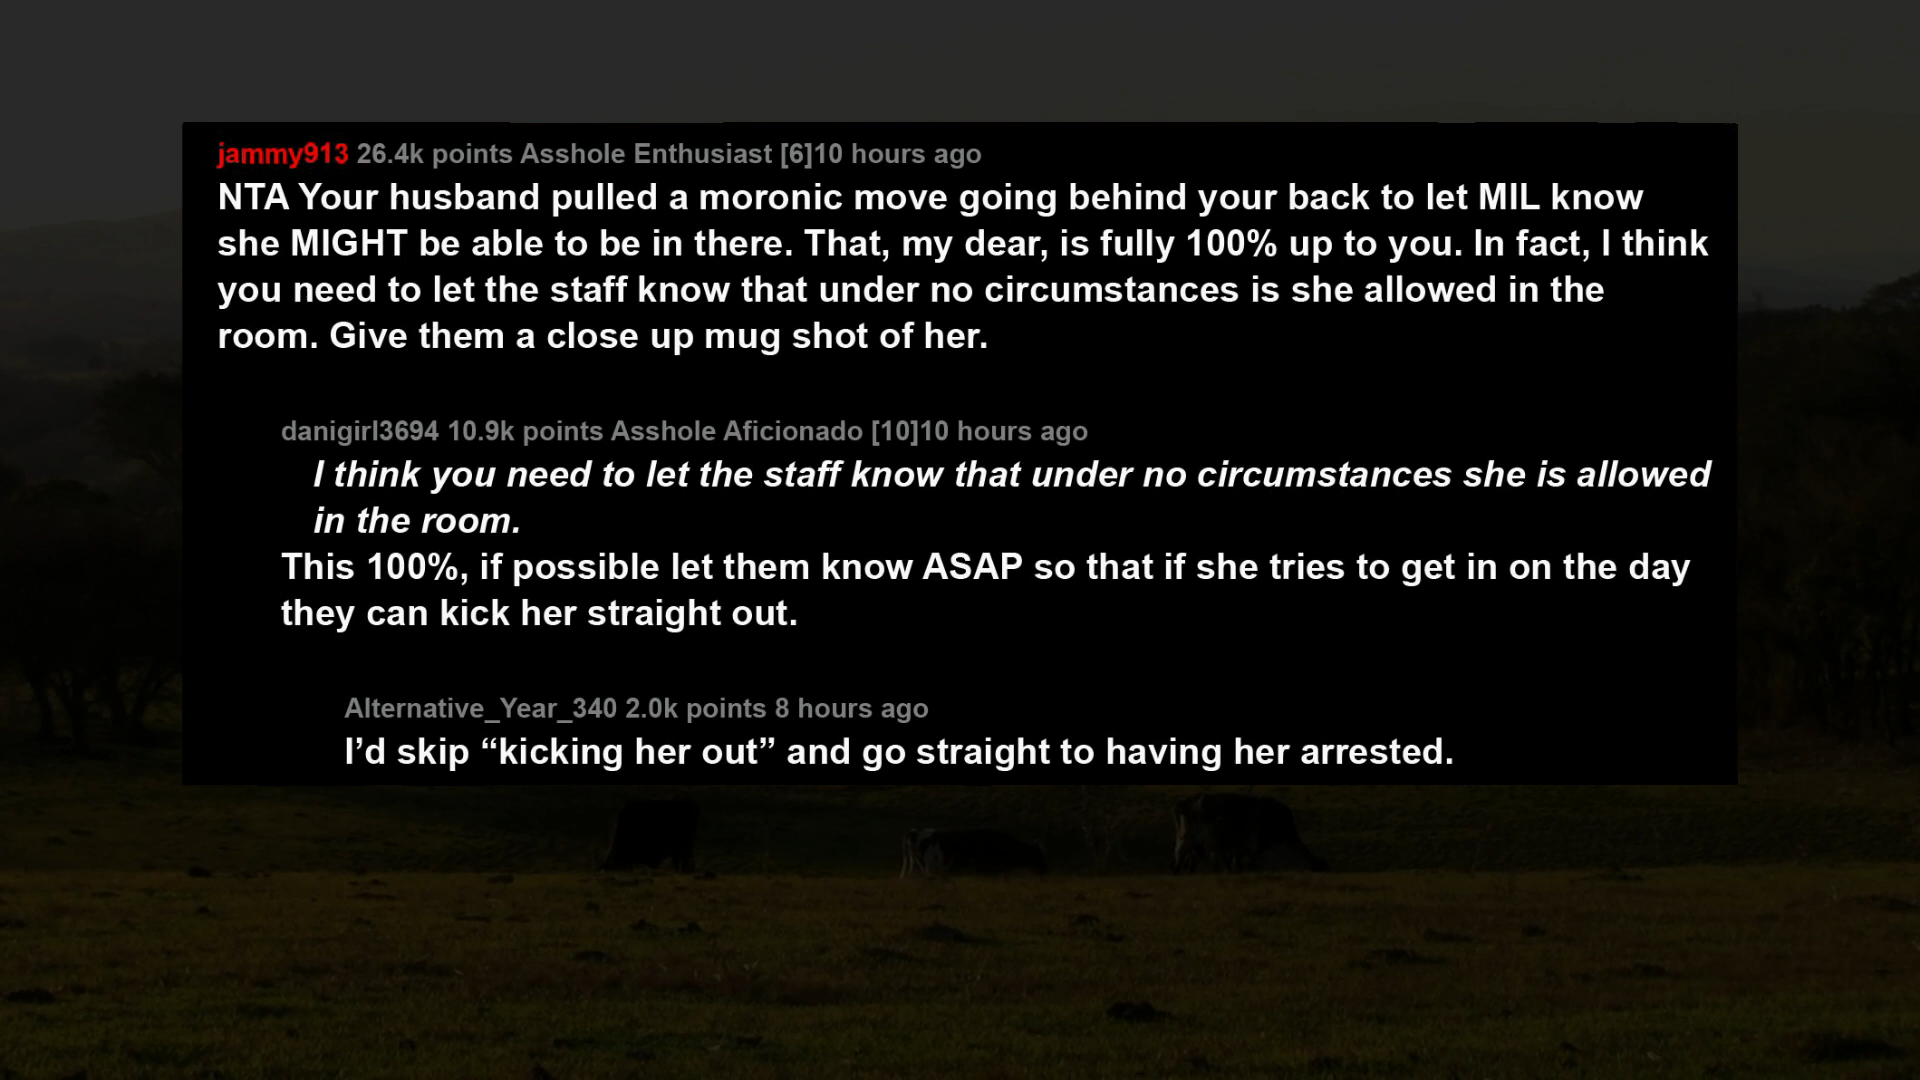 jammy913 26.4k points Asshole Enthusiast [6]10 hours ago
NTA Your husband pulled a moronic move going behind your back to let MIL know
she MIGHT be able to be in there. That, my dear, is fully 100% up to you. In fact, I think
you need to let the staff know that under no circumstances is she allowed in the
room. Give them a close up mug shot of her.
danigirl3694 10.9k points Asshole Aficionado [10]10 hours ago
I think you need to let the staff know that under no circumstances she is allowed
in the room.
This 100%, if possible let them know ASAP so that if she tries to get in on the day
they can kick her straight out.
Alternative_Year_340 2.0k points 8 hours ago
I’d skip “kicking her out” and go straight to having her arrested.